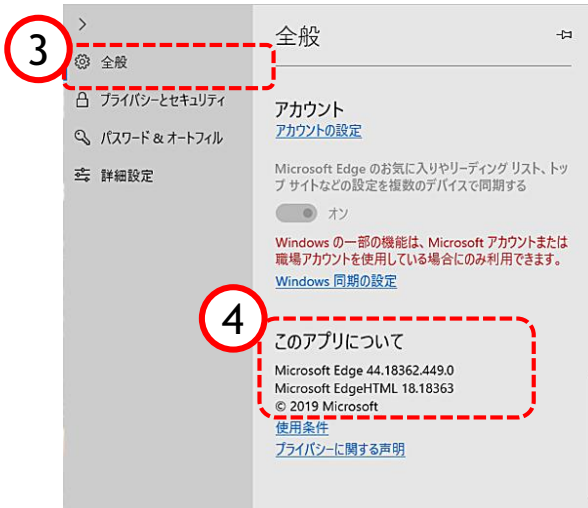 3
全般
プライバシーとセキュリティ
パスワード & オートフィル
詳細設定
全般
アカウント
アカウントの設定
Microsoft Edge のお気に入りやリーディング リスト、トッ
プ サイトなどの設定を複数のデバイスで同期する
オン
Windows の一部の機能は、Microsoft アカウントまたは
職場アカウントを使用している場合にのみ利用できます。
Windows 同期の設定
4
このアプリについて
Microsoft Edge 44.18362.449.0
Microsoft EdgeHTML 18.18363
© 2019 Microsoft
使用条件
プライバシーに関する声明